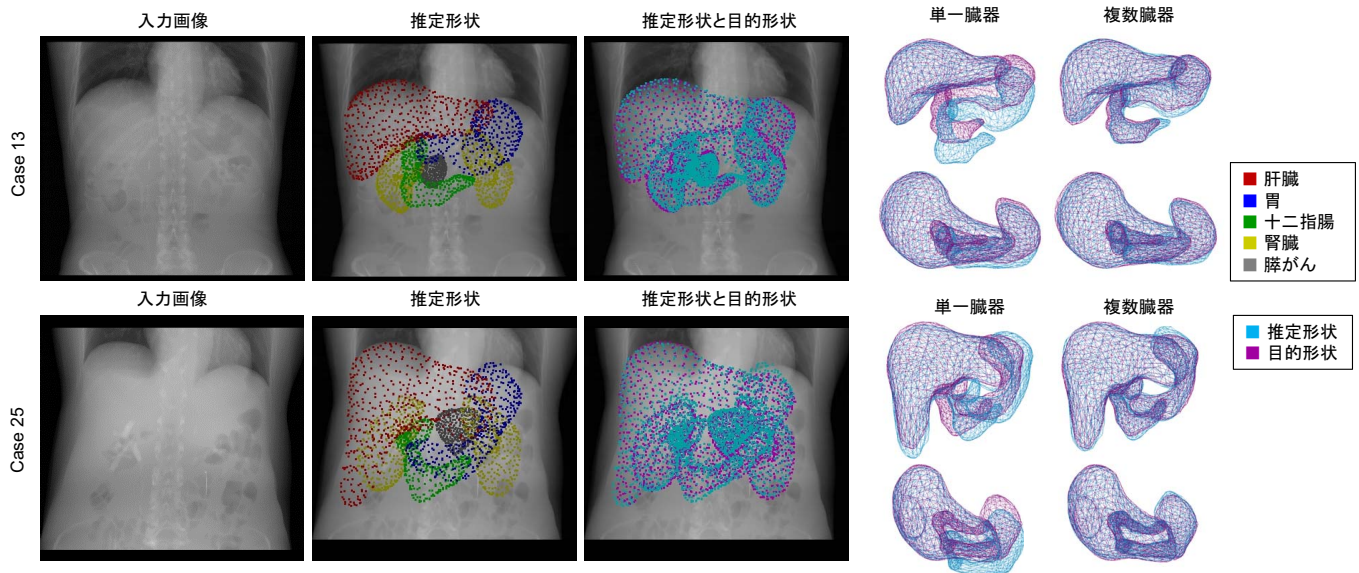 入力画像
推定形状
推定形状と目的形状
単一臓器
複数臓器
Case 13
肝臓
胃
十二指腸
腎臓
膵がん
入力画像
推定形状
推定形状と目的形状
単一臓器
複数臓器
Case 25
推定形状
目的形状